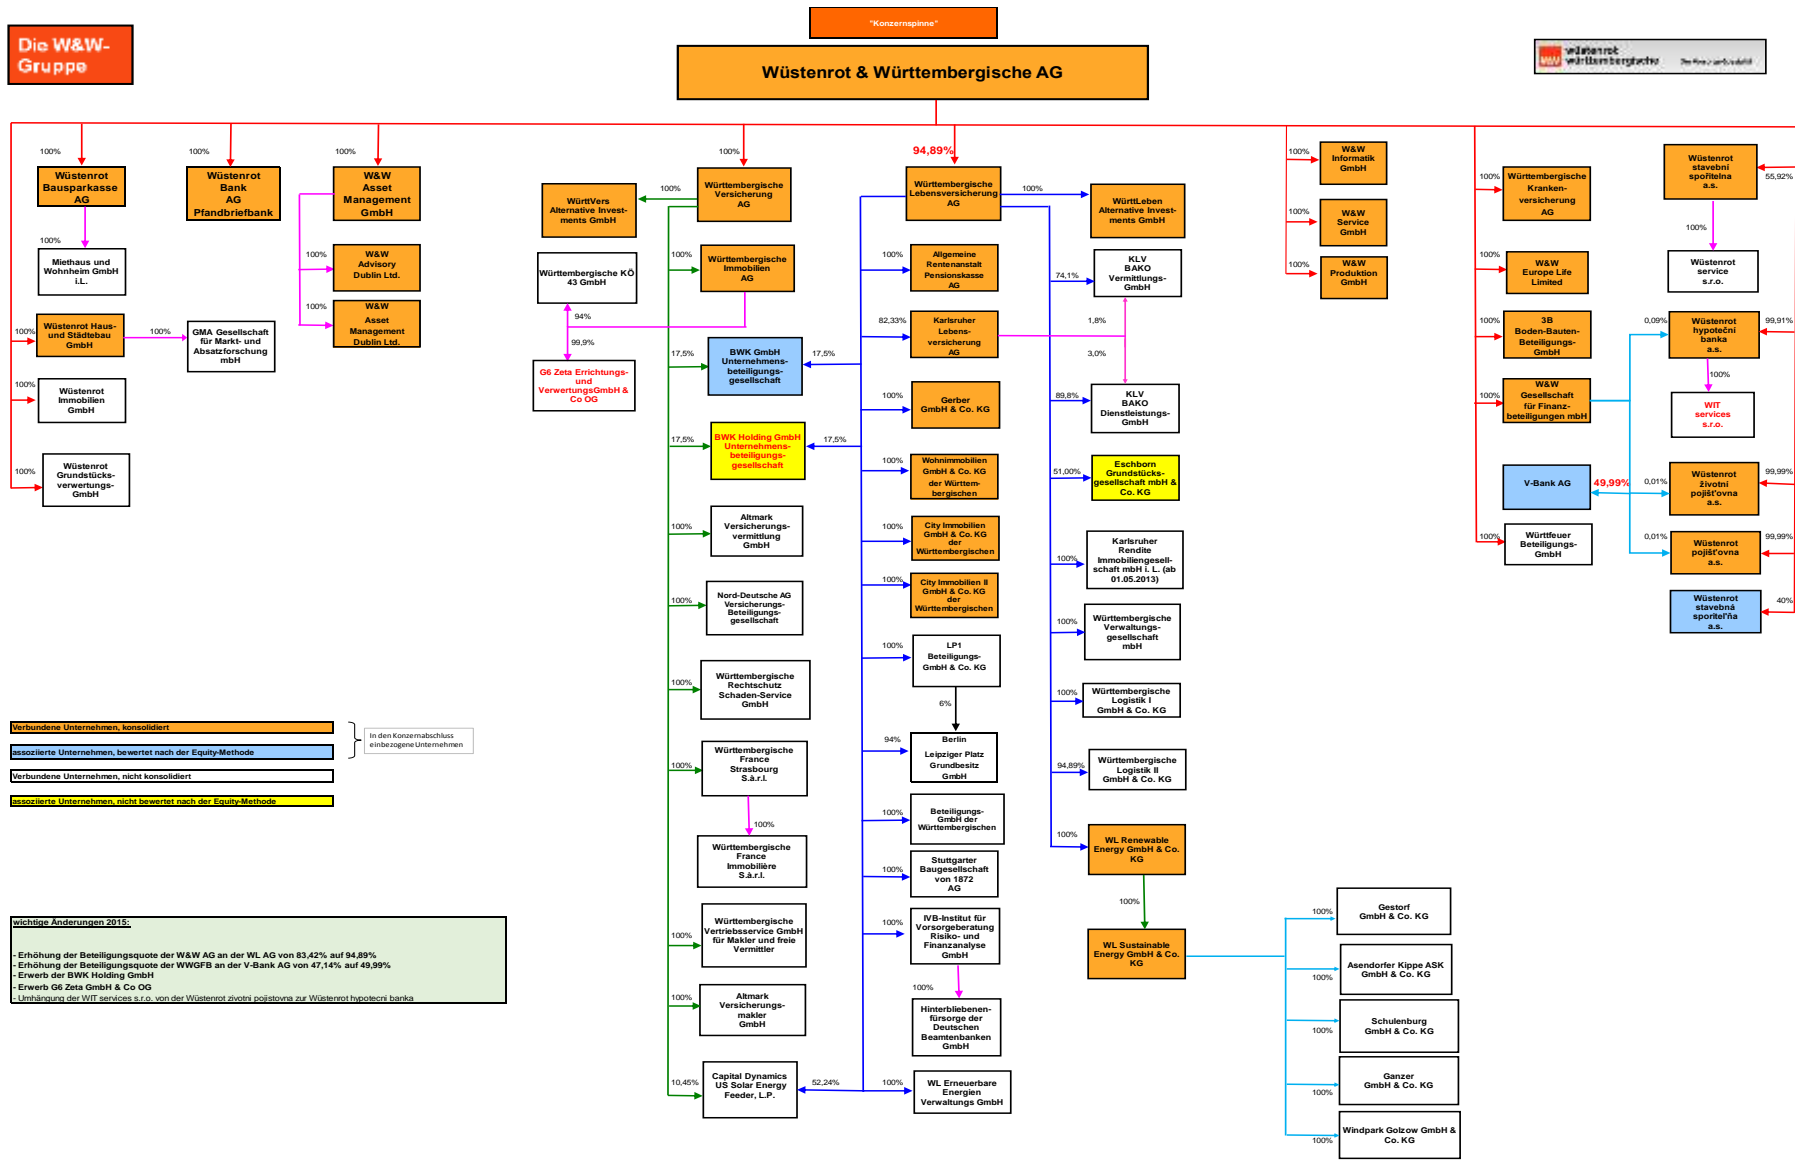 "Konzernspinne"
Die W&W-
Gruppe
Wüstenrot & Württembergische AG
wüstenrot
württembergische
100%
Wüstenrot
Bausparkasse
AG
100%
Miethaus und
Wohnheim GmbH
i.L.
100%
Wüstenrot Haus-
und Städtebau
GmbH
100%
GMA Gesellschaft
für Markt- und
Absatzforschung
mbH
100%
Wüstenrot
Immobilien
GmbH
100%
Wüstenrot
Grundstücks-
verwertungs-
GmbH
100%
Wüstenrot
Bank
AG
Pfandbriefbank
100%
W&W
Asset
Management
GmbH
100%
W&W
Advisory
Dublin Ltd.
100%
W&W
Asset
Management
Dublin Ltd.
100%
Württembergische
Versicherung
AG
100%
WürttVers
Alternative Invest-
ments GmbH
100%
Württembergische
Immobilien
AG
Württembergische KÖ
43 GmbH
94%
99,9%
G6 Zeta Errichtungs-
und
VerwertungsGmbH &
Co OG
17,5%
BWK GmbH
Unternehmens-
beteiligungs-
gesellschaft
17,5%
17,5%
BWK Holding GmbH
Unternehmens-
beteiligungs-
gesellschaft
17,5%
100%
Altmark
Versicherungs-
vermittlung
GmbH
100%
Nord-Deutsche AG
Versicherungs-
Beteiligungs-
gesellschaft
100%
Württembergische
Rechtschutz
Schaden-Service
GmbH
100%
Württembergische
France
Strasbourg
S.à.r.l.
100%
Württembergische
France
Immobilière
S.à.r.l.
100%
Württembergische
Vertriebsservice GmbH
für Makler und freie
Vermittler
100%
Altmark
Versicherungs-
makler
GmbH
10,45%
Capital Dynamics
US Solar Energy
Feeder, L.P.
52,24%
94,89%
Württembergische
Lebensversicherung
AG
100%
WürttLeben
Alternative Invest-
ments GmbH
100%
Allgemeine
Rentenanstalt
Pensionskasse
AG
82,33%
Karlsruher
Lebens-
versicherung
AG
100%
Gerber
GmbH & Co. KG
100%
Wohnimmobilien
GmbH & Co. KG
der Württem-
bergischen
100%
City Immobilien
GmbH & Co. KG
der
Württembergischen
100%
City Immobilien II
GmbH & Co. KG
der
Württembergischen
100%
LP1
Beteiligungs-
GmbH & Co. KG
6%
94%
Berlin
Leipziger Platz
Grundbesitz
GmbH
100%
Beteiligungs-
GmbH der
Württembergischen
100%
Stuttgarter
Baugesellschaft
von 1872
AG
100%
IVB-Institut für
Vorsorgeberatung
Risiko- und
Finanzanalyse
GmbH
100%
Hinterbliebenen-
fürsorge der
Deutschen
Beamtenbanken
GmbH
100%
WL Erneuerbare
Energien
Verwaltungs GmbH
74,1%
KLV
BAKO
Vermittlungs-
GmbH
1,8%
3,0%
89,8%
KLV
BAKO
Dienstleistungs-
GmbH
51,00%
Eschborn
Grundstücks-
gesellschaft mbH &
Co. KG
100%
Karlsruher
Rendite
Immobiliengesell-
schaft mbH i. L. (ab
01.05.2013)
100%
Württembergische
Verwaltungs-
gesellschaft
mbH
100%
Württembergische
Logistik I
GmbH & Co. KG
94,89%
Württembergische
Logistik II
GmbH & Co. KG
100%
WL Renewable
Energy GmbH & Co.
KG
100%
WL Sustainable
Energy GmbH & Co.
KG
100%
Gestorf
GmbH & Co. KG
100%
Asendorfer Kippe ASK
GmbH & Co. KG
100%
Schulenburg
GmbH & Co. KG
100%
Ganzer
GmbH & Co. KG
100%
Windpark Golzow GmbH &
Co. KG
100%
W&W
Informatik
GmbH
100%
W&W
Service
GmbH
100%
W&W
Produktion
GmbH
100%
Württembergische
Kranken-
versicherung
AG
100%
W&W
Europe Life
Limited
100%
3B
Boden-Bauten-
Beteiligungs-
GmbH
100%
W&W
Gesellschaft
für Finanz-
beteiligungen mbH
V-Bank AG
49,99%
100%
Württfeuer
Beteiligungs-
GmbH
Wüstenrot
stavební
spořitelna
a.s.
55,92%
100%
Wüstenrot
service
s.r.o.
0,09%
Wüstenrot
hypoteční
banka
a.s.
99,91%
100%
WIT
services
s.r.o.
0,01%
Wüstenrot
životní
pojišt'ovna
a.s.
99,99%
0,01%
Wüstenrot
pojišt'ovna
a.s.
99,99%
Wüstenrot
stavebná
sporiteľňa
a.s.
40%
Verbundene Unternehmen, konsolidiert
assoziierte Unternehmen, bewertet nach der Equity-Methode
In den Konzernabschluss
einbezogene Unternehmen
Verbundene Unternehmen, nicht konsolidiert
assoziierte Unternehmen, nicht bewertet nach der Equity-Methode
wichtige Änderungen 2015:
- Erhöhung der Beteiligungsquote der W&W AG an der WL AG von 83,42% auf 94,89%
- Erhöhung der Beteiligungsquote der WWGFB an der V-Bank AG von 47,14% auf 49,99%
- Erwerb der BWK Holding GmbH
- Erwerb G6 Zeta GmbH & Co OG
- Umhängung der WIT services s.r.o. von der Wüstenrot zivotni pojistovna zur Wüstenrot hypotecni banka